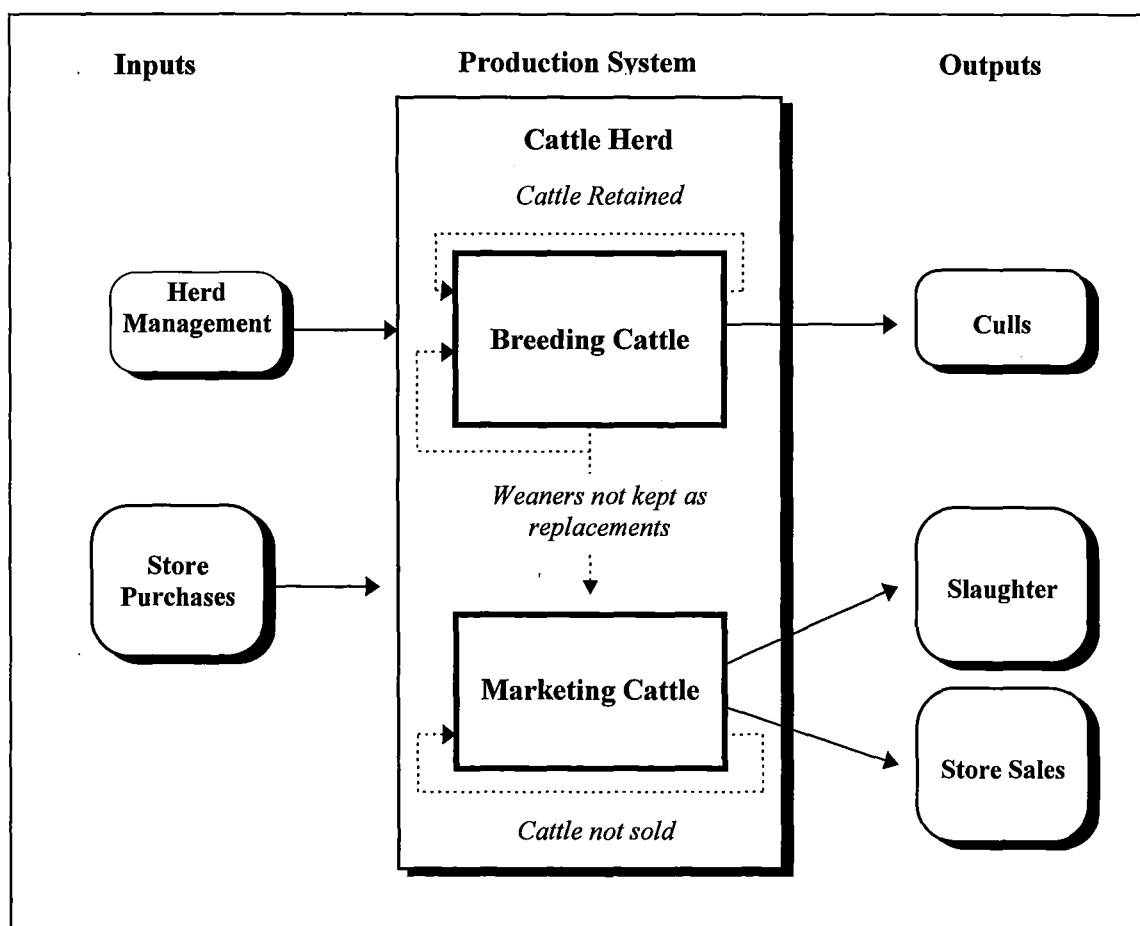 Inputs
Production System
Outputs
Cattle Herd
Cattle Retained
Herd
Management
Breeding Cattle
Culls
Weaners not kept as
replacements
Store
Purchases
Slaughter
Marketing Cattle
Store Sales
Cattle not sold